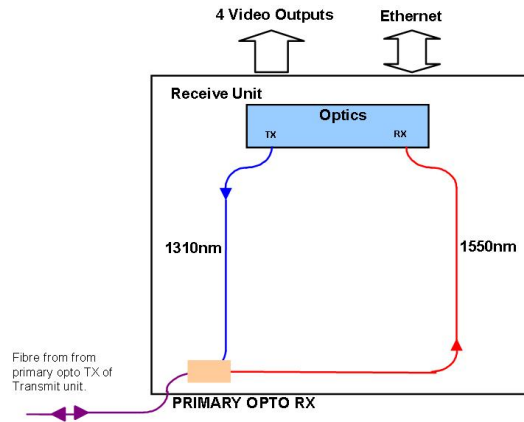 4 Video Outputs
Ethernet
Receive Unit
Optics
TX
RX
1310nm
1550nm
Fibre from from
primary opto TX of
Transmit unit.
PRIMARY OPTO RX